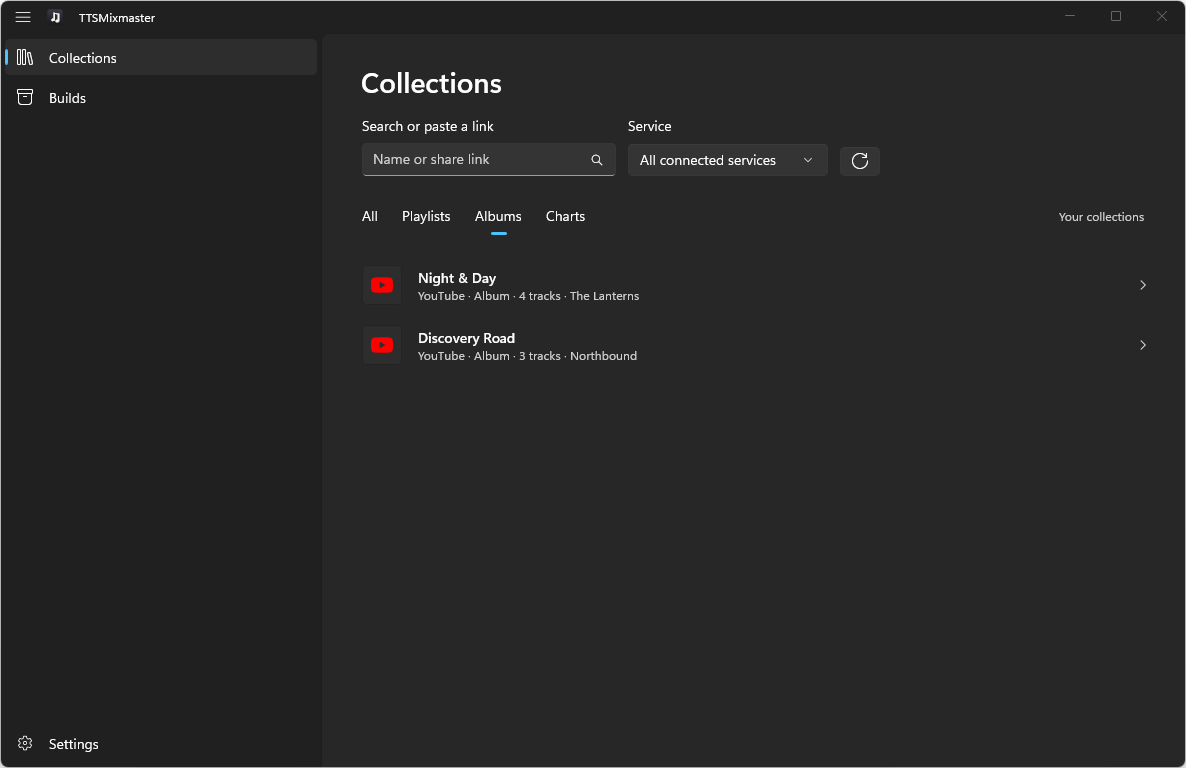 TTSMixmaster
Collections
Builds
Collections
Search or paste a link
Service
Name or share link
All connected services
All Playlists Albums Charts
Your collections
Night & Day
YouTube · Album · 4 tracks · The Lanterns
Discovery Road
YouTube · Album · 3 tracks · Northbound
Settings